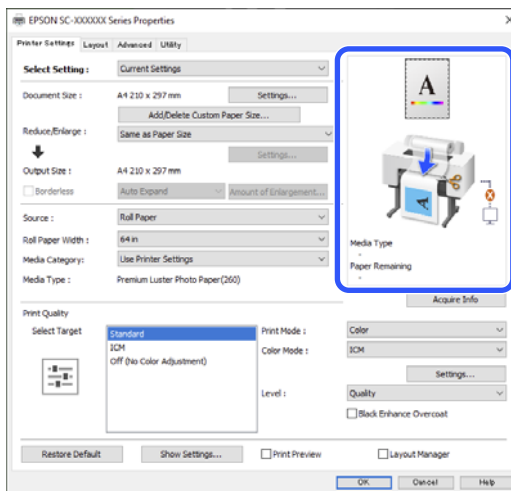 EPSON SC-XXXXXX Series Properties
Printer Settings Layout Advanced Utility
Select Setting : Current Settings
Document Size : A4 210 x 297 mm Settings...
Add/Delete Custom Paper Size...
Reduce/Enlarge : Same as Paper Size
Settings...
Output Size : A4 210 x 297 mm
Borderless Auto Expand Amount of Enlargement...
Source : Roll Paper
Roll Paper Width : 64 in
Media Category: Use Printer Settings
Media Type : Premium Luster Photo Paper(260)
A
A
Media Type
-
Paper Remaining
-
Acquire Info
Print Quality
Select Target Standard
ICM
Off (No Color Adjustment)
Print Mode : Color
Color Mode : ICM
Settings...
Level : Quality
Black Enhance Overcoat
Restore Default Show Settings... Print Preview Layout Manager
OK Cancel Help